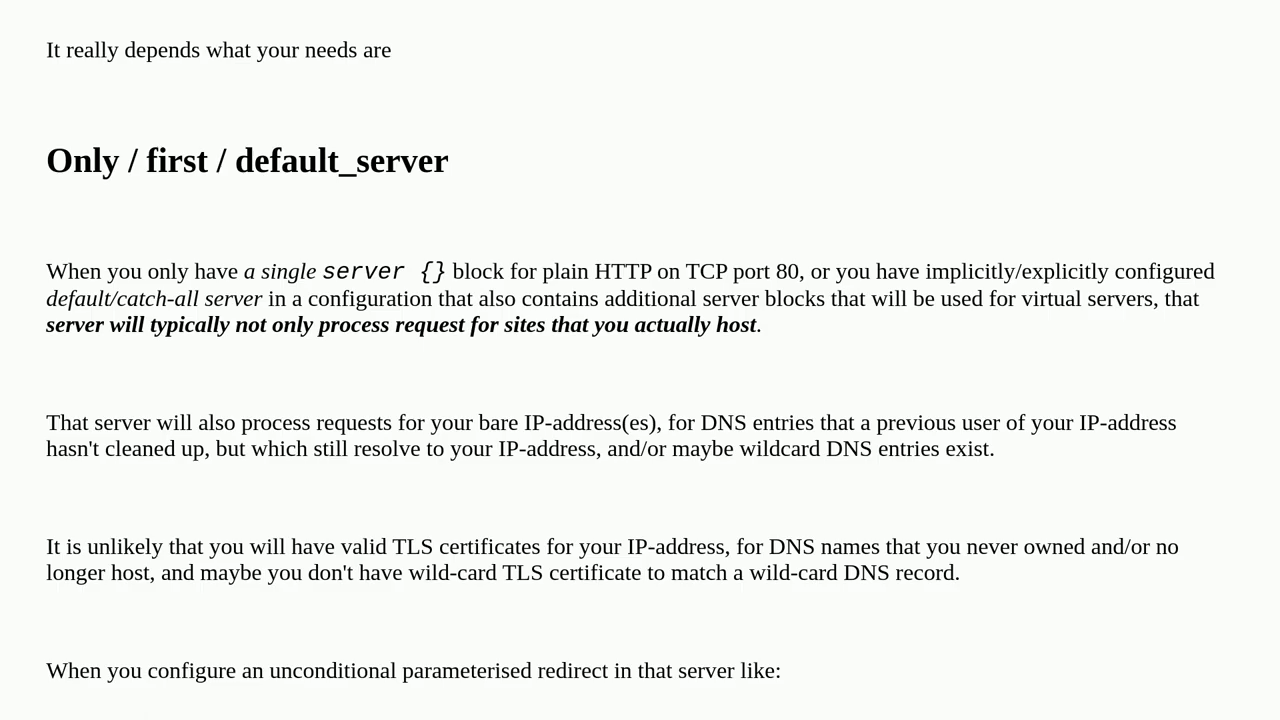 It really depends what your needs are
Only / first / default_server
When you only have a single server {} block for plain HTTP on TCP port 80, or you have implicitly/explicitly configured
default/catch-all server in a configuration that also contains additional server blocks that will be used for virtual servers, that
server will typically not only process request for sites that you actually host.
That server will also process requests for your bare IP-address(es), for DNS entries that a previous user of your IP-address
hasn't cleaned up, but which still resolve to your IP-address, and/or maybe wildcard DNS entries exist.
It is unlikely that you will have valid TLS certificates for your IP-address, for DNS names that you never owned and/or no
longer host, and maybe you don't have wild-card TLS certificate to match a wild-card DNS record.
When you configure an unconditional parameterised redirect in that server like: